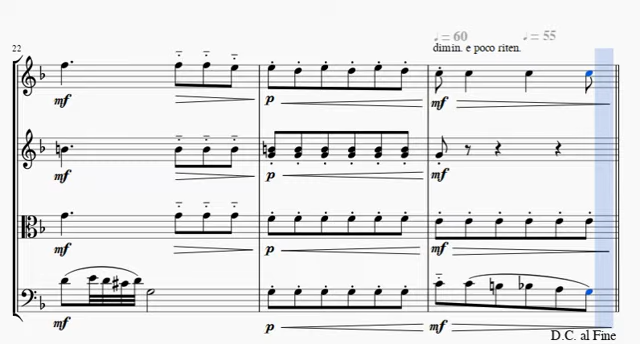 ♩ = 60 ♩ = 55
dimin. e poco riten.
22
mf p mf
mf p mf
mf p mf
mf p mf
D.C. al Fine